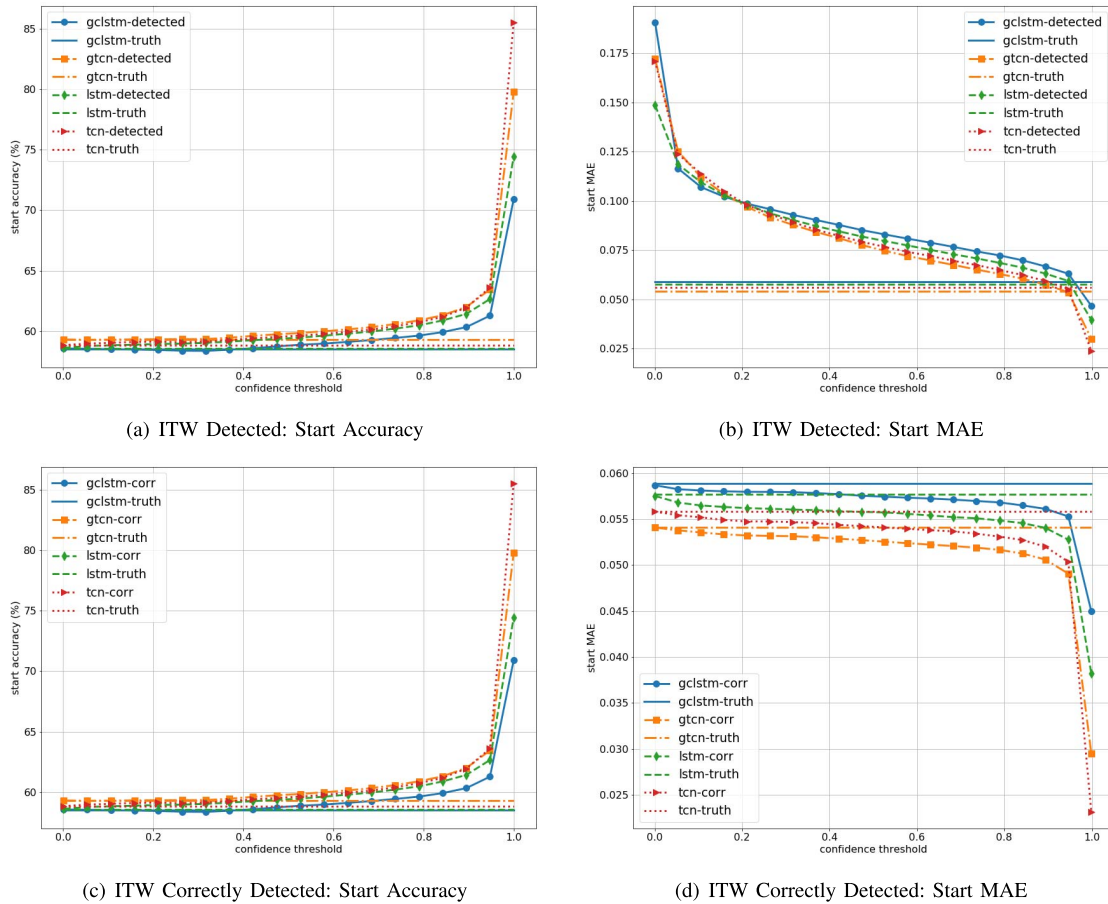 gclstm-detected
gclstm-truth
gtcn-detected
gtcn-truth
lstm-detected
lstm-truth
tcn-detected
tcn-truth
85
80
75
70
65
60
start accuracy (%)
0.0 0.2 0.4 0.6 0.8 1.0
confidence threshold
(a) ITW Detected: Start Accuracy
gclstm-detected
gclstm-truth
gtcn-detected
gtcn-truth
lstm-detected
lstm-truth
tcn-detected
tcn-truth
0.175
0.150
0.125
0.100
0.075
0.050
0.025
start MAE
0.0 0.2 0.4 0.6 0.8 1.0
confidence threshold
(b) ITW Detected: Start MAE
gclstm-corr
gclstm-truth
gtcn-corr
gtcn-truth
lstm-corr
lstm-truth
tcn-corr
tcn-truth
85
80
75
70
65
60
start accuracy (%)
0.0 0.2 0.4 0.6 0.8 1.0
confidence threshold
(c) ITW Correctly Detected: Start Accuracy
0.060
0.055
0.050
0.045
0.040
0.035
0.030
0.025
start MAE
gclstm-corr
gclstm-truth
gtcn-corr
gtcn-truth
lstm-corr
lstm-truth
tcn-corr
tcn-truth
0.0 0.2 0.4 0.6 0.8 1.0
confidence threshold
(d) ITW Correctly Detected: Start MAE